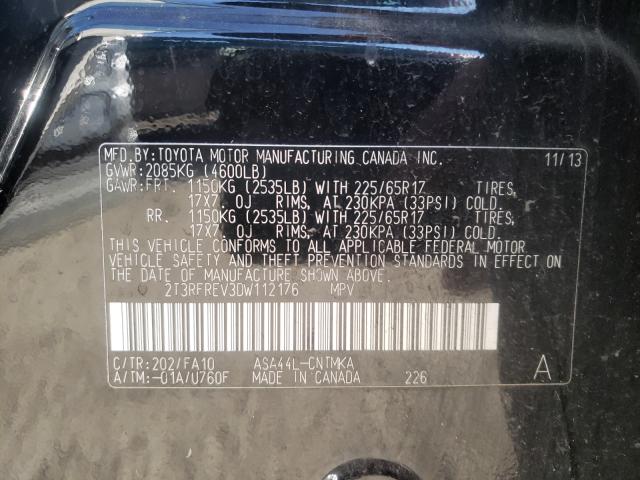 MFD.BY:TOYOTA MOTOR MANUFACTURING CANADA INC. 11/13
GVWR:2085KG (4600LB)
GAWR:FRT. 1150KG (2535LB) WITH 225/65R17 TIRES,
17X7.0J RIMS, AT 230KPA (33PSI) COLD.
RR. 1150KG (2535LB) WITH 225/65R17 TIRES,
17X7.0J RIMS, AT 230KPA (33PSI) COLD.
THIS VEHICLE CONFORMS TO ALL APPLICABLE FEDERAL MOTOR
VEHICLE SAFETY AND THEFT PREVENTION STANDARDS IN EFFECT ON
THE DATE OF MANUFACTURE SHOWN ABOVE.
2T3RFREV3DW112176 MPV
C/TR:202/FA10 ASA44L-CNTMKA
A/TM:-01A/U760F MADE IN CANADA 226 A